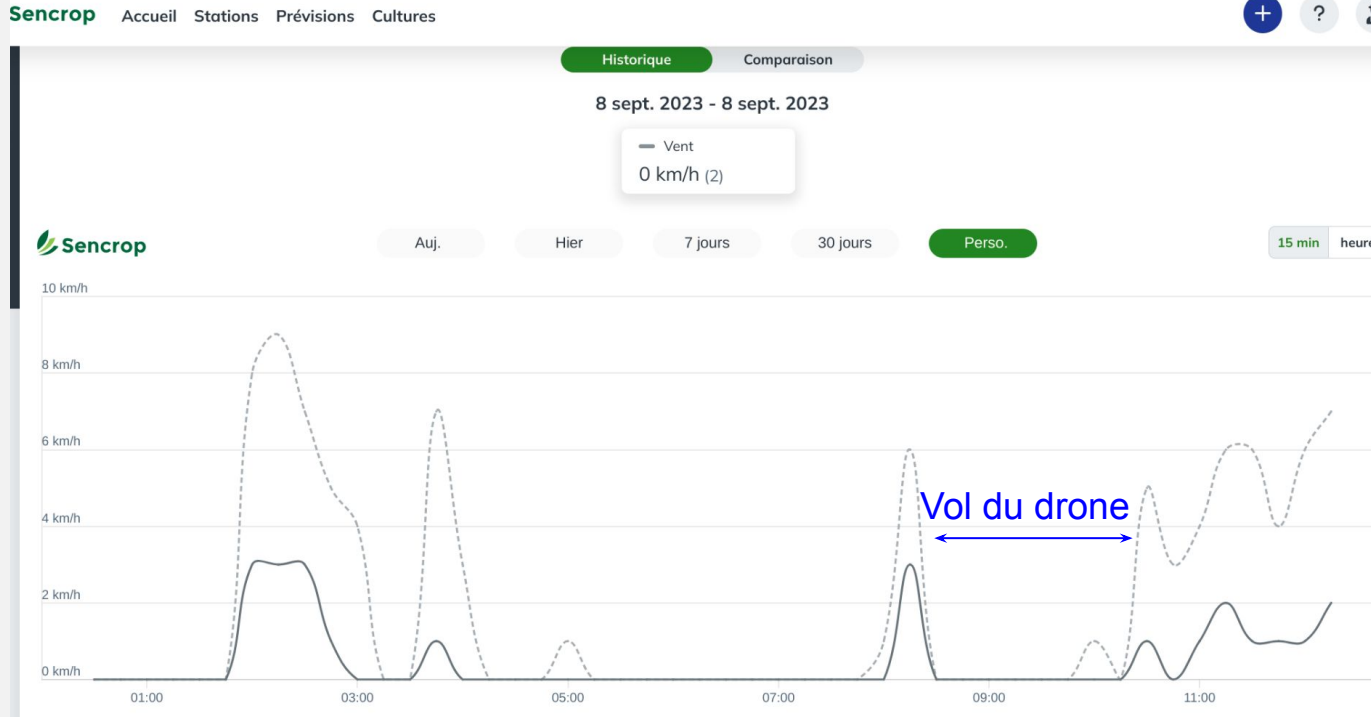 Sencrop Accueil Stations Prévisions Cultures + ?
Historique Comparaison
8 sept. 2023 - 8 sept. 2023
Vent
0 km/h (2)
Sencrop Auj. Hier 7 jours 30 jours Perso. 15 min heure
10 km/h
8 km/h
6 km/h
Vol du drone
4 km/h
2 km/h
0 km/h
01:00 03:00 05:00 07:00 09:00 11:00